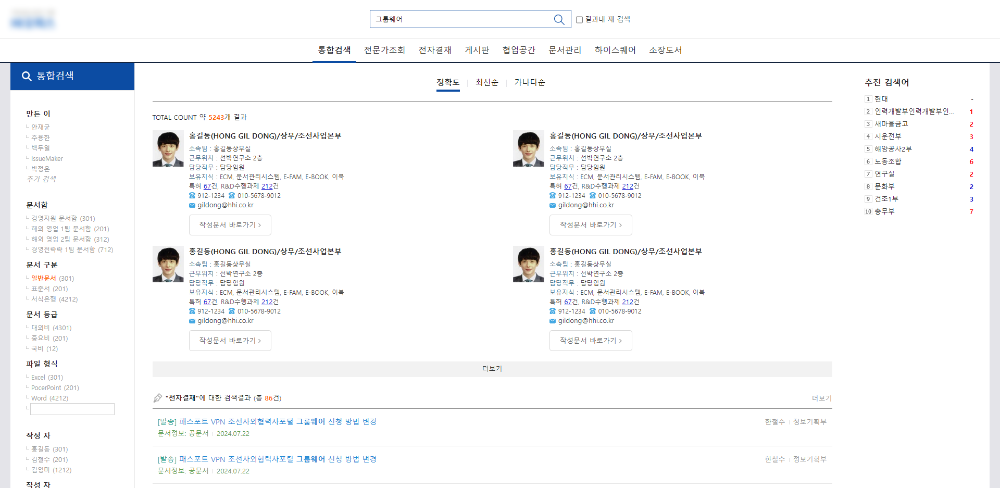 그룹웨어
결과내 재 검색
통합검색 전문가조회 전자결재 게시판 협업공간 문서관리 하이스퀘어 소장도서
통합검색
만든 이
안재균
주용한
백두열
IssueMaker
박정은
추가 검색
문서함
경영지원 문서함 (301)
해외 영업 1팀 문서함 (201)
해외 영업 2팀 문서함 (312)
경영전략락 1팀 문서함 (712)
문서 구분
일반문서 (301)
표준서 (201)
서식은행 (4212)
문서 등급
대외비 (4301)
중요비 (201)
국비 (12)
파일 형식
Excel (301)
PocerPoint (201)
Word (4212)
작성 자
홍길동 (301)
김철수 (201)
김영미 (1212)
작성 자
정확도 최신순 가나다순
TOTAL COUNT 약 5243개 결과
홍길동(HONG GIL DONG)/상무/조선사업본부
소속팀 : 홍길동상무실
근무위치 : 선박연구소 2층
담당직무 : 담당임원
보유지식 : ECM, 문서관리시스템, E-FAM, E-BOOK, 이북
특허 67건, R&D수행과제 212건
912-1234 010-5678-9012
gildong@hhi.co.kr
작성문서 바로가기 >
홍길동(HONG GIL DONG)/상무/조선사업본부
소속팀 : 홍길동상무실
근무위치 : 선박연구소 2층
담당직무 : 담당임원
보유지식 : ECM, 문서관리시스템, E-FAM, E-BOOK, 이북
특허 67건, R&D수행과제 212건
912-1234 010-5678-9012
gildong@hhi.co.kr
작성문서 바로가기 >
홍길동(HONG GIL DONG)/상무/조선사업본부
소속팀 : 홍길동상무실
근무위치 : 선박연구소 2층
담당직무 : 담당임원
보유지식 : ECM, 문서관리시스템, E-FAM, E-BOOK, 이북
특허 67건, R&D수행과제 212건
912-1234 010-5678-9012
gildong@hhi.co.kr
작성문서 바로가기 >
홍길동(HONG GIL DONG)/상무/조선사업본부
소속팀 : 홍길동상무실
근무위치 : 선박연구소 2층
담당직무 : 담당임원
보유지식 : ECM, 문서관리시스템, E-FAM, E-BOOK, 이북
특허 67건, R&D수행과제 212건
912-1234 010-5678-9012
gildong@hhi.co.kr
작성문서 바로가기 >
더보기
"전자결재"에 대한 검색결과 (총 86건) 더보기
[발송] 패스포트 VPN 조선사외협력사포털 그룹웨어 신청 방법 변경 한철수 정보기획부
문서정보: 공문서 2024.07.22
[발송] 패스포트 VPN 조선사외협력사포털 그룹웨어 신청 방법 변경 한철수 정보기획부
문서정보: 공문서 2024.07.22
추전 검색어
1 현대 -
2 인력개발부인력개발부인... 1
3 새마을금고 2
4 시운전부 3
5 해양공사2부 4
6 노동조합 6
7 연구실 2
8 문화부 2
9 건조1부 3
10 총무부 7